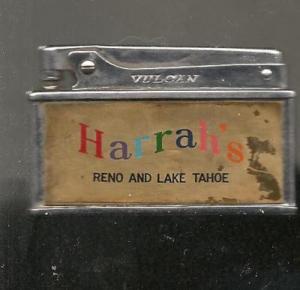 VULCAN
Harrah's
RENO AND LAKE TAHOE